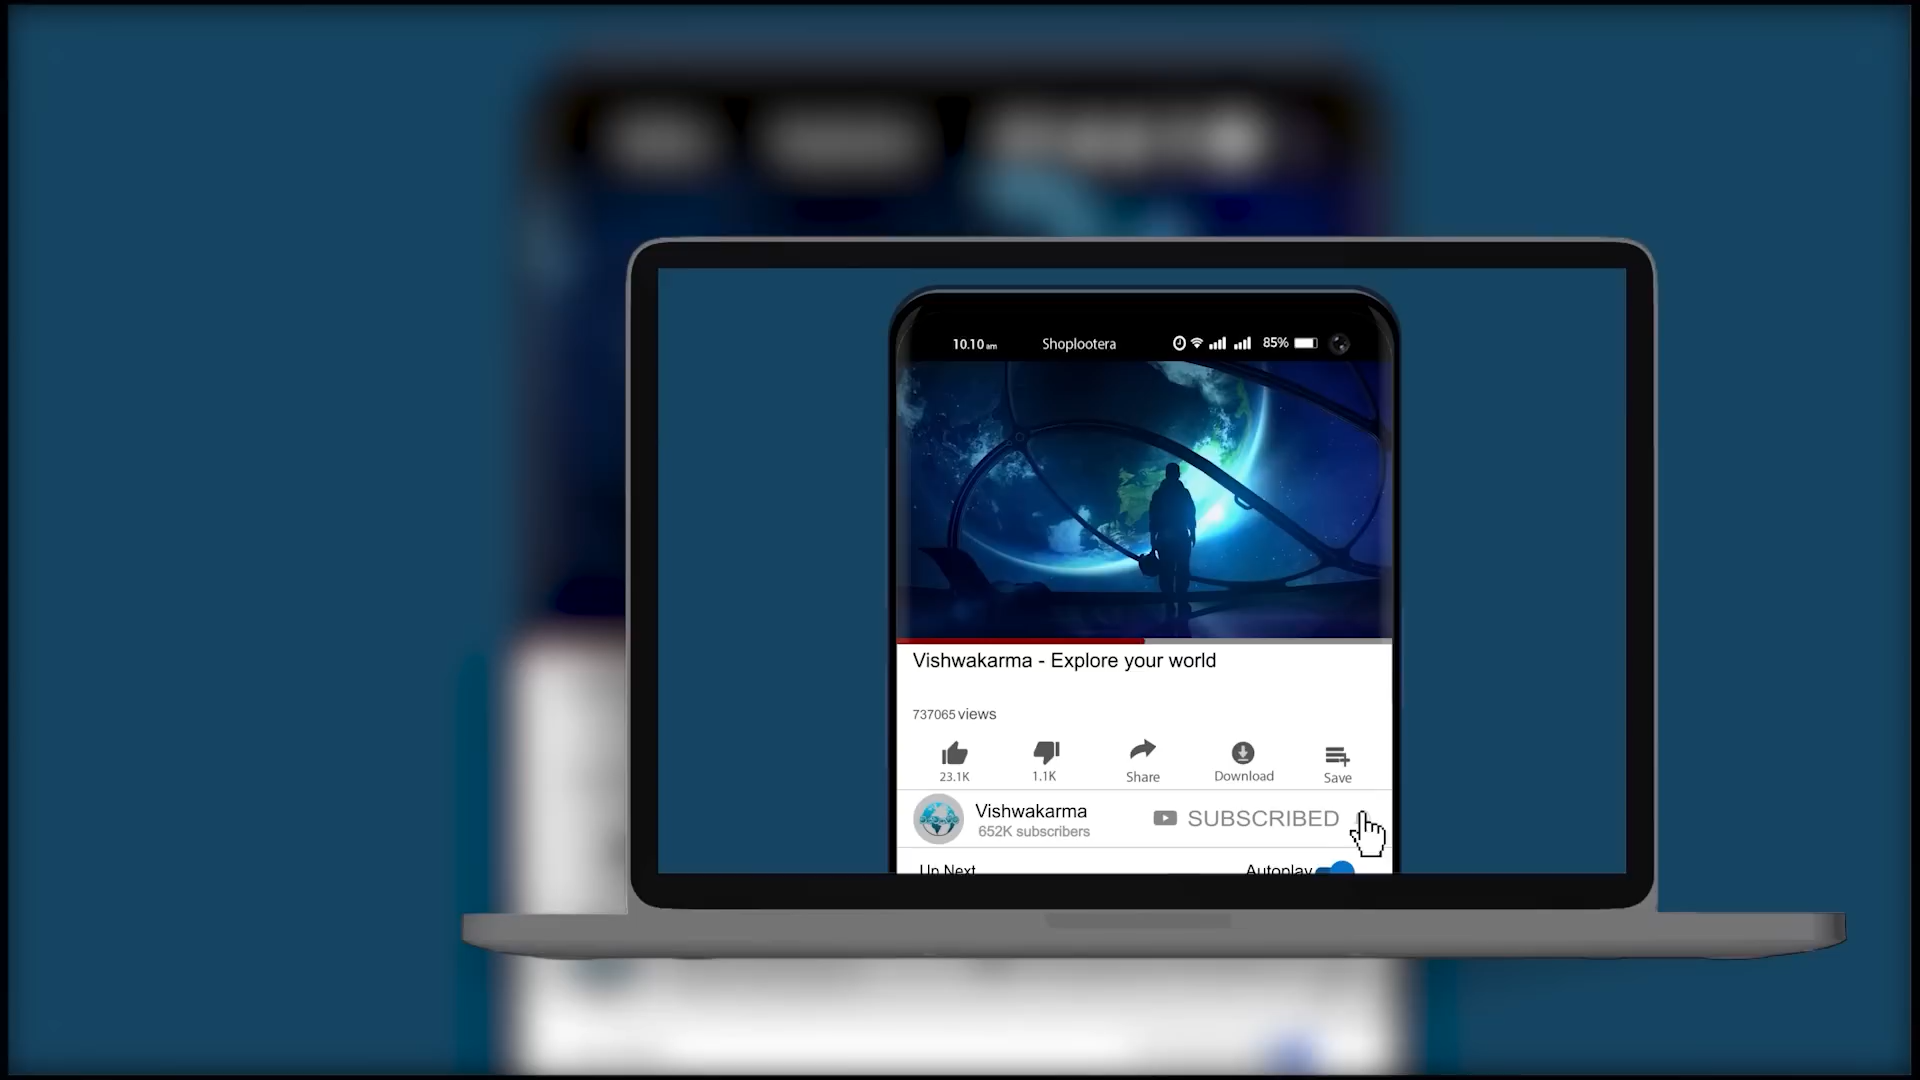 10.10 am Shoplootera 85%
Vishwakarma - Explore your world
737065 views
23.1K 1.1K Share Download Save
Vishwakarma SUBSCRIBED
652K subscribers
Up Next Autoplay